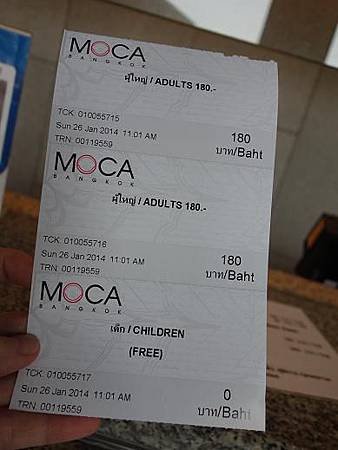 MOCA
BANGKOK
ผู้ใหญ่ / ADULTS 180.-
TCK: 010055715
Sun 26 Jan 2014 11:01 AM
TRN: 00119559
180
บาท/Baht
MOCA
BANGKOK
ผู้ใหญ่ / ADULTS 180.-
TCK: 010055716
Sun 26 Jan 2014 11:01 AM
TRN: 00119559
180
บาท/Baht
MOCA
BANGKOK
เด็ก / CHILDREN
(FREE)
TCK: 010055717
Sun 26 Jan 2014 11:01 AM
TRN: 00119559
0
บาท/Baht